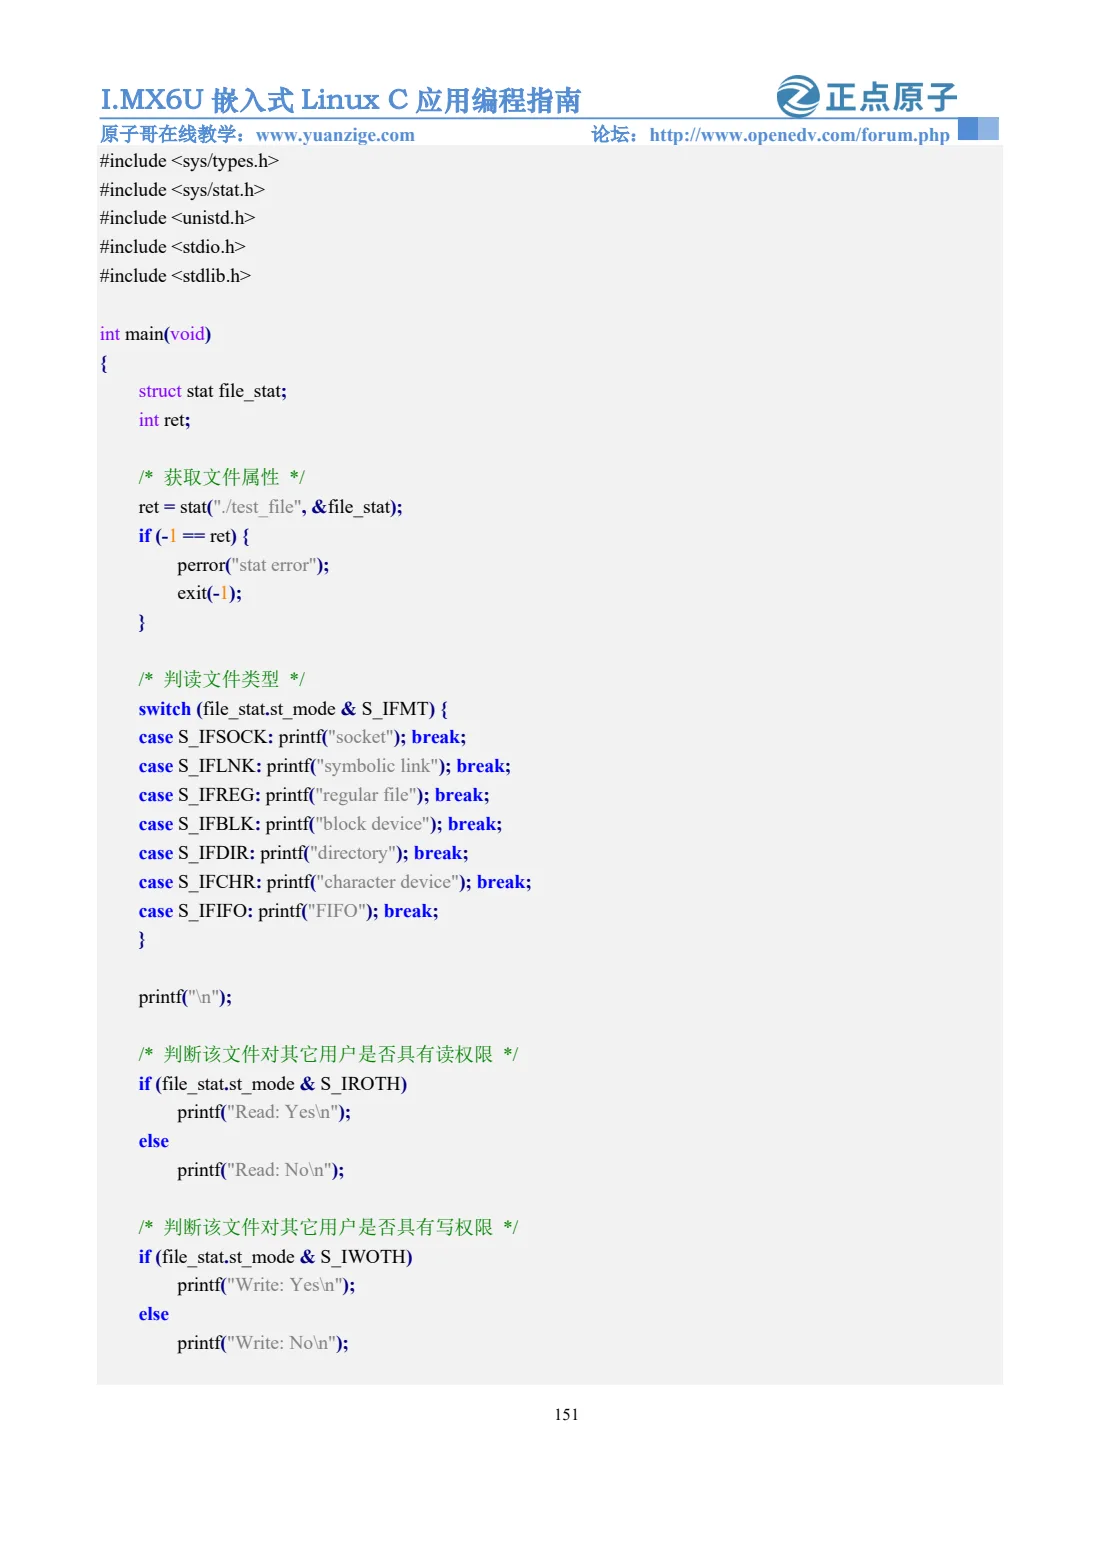 I.MX6U 嵌入式 Linux C 应用编程指南
正点原子
原子哥在线教学：www.yuanzige.com 论坛：http://www.openedv.com/forum.php
#include <sys/types.h>
#include <sys/stat.h>
#include <unistd.h>
#include <stdio.h>
#include <stdlib.h>
int main(void)
{
struct stat file_stat;
int ret;
/* 获取文件属性 */
ret = stat("./test_file", &file_stat);
if (-1 == ret) {
perror("stat error");
exit(-1);
}
/* 判读文件类型 */
switch (file_stat.st_mode & S_IFMT) {
case S_IFSOCK: printf("socket"); break;
case S_IFLNK: printf("symbolic link"); break;
case S_IFREG: printf("regular file"); break;
case S_IFBLK: printf("block device"); break;
case S_IFDIR: printf("directory"); break;
case S_IFCHR: printf("character device"); break;
case S_IFIFO: printf("FIFO"); break;
}
printf("\n");
/* 判断该文件对其它用户是否具有读权限 */
if (file_stat.st_mode & S_IROTH)
printf("Read: Yes\n");
else
printf("Read: No\n");
/* 判断该文件对其它用户是否具有写权限 */
if (file_stat.st_mode & S_IWOTH)
printf("Write: Yes\n");
else
printf("Write: No\n");
151